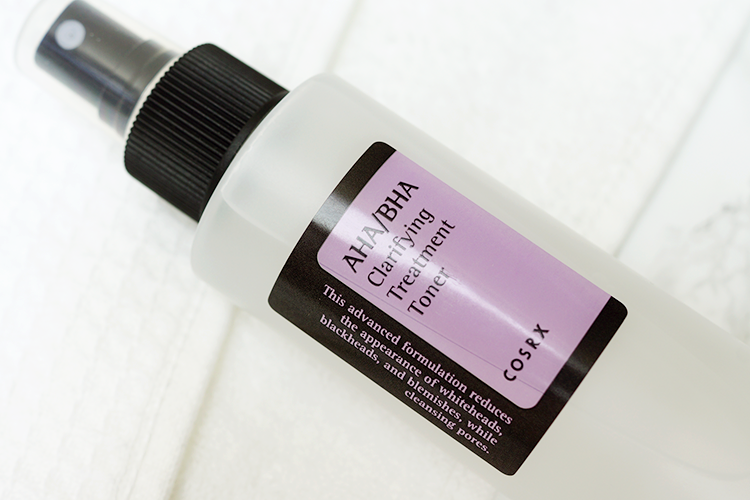 AHA/BHA
Clarifying
Treatment
Toner
COSRX
This advanced formulation reduces
the appearance of whiteheads,
blackheads, and blemishes, while
cleansing pores.